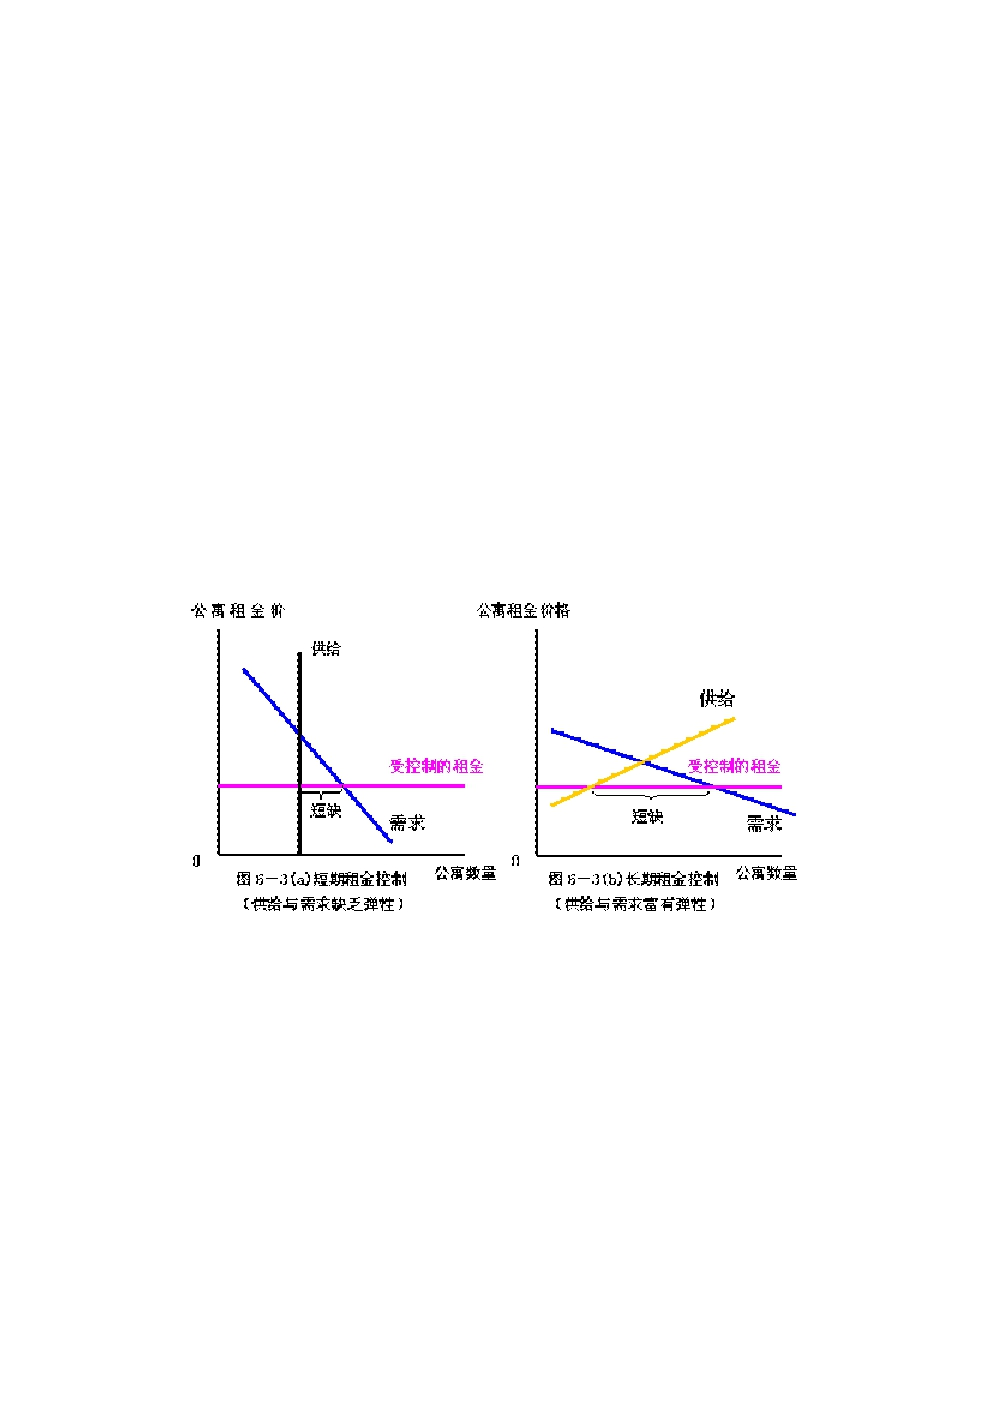 公寓租金价
供给
受控制的租金
短缺
需求
0
公寓数量
图6－3(a)短期租金控制
（供给与需求缺乏弹性）
公寓租金价格
供给
受控制的租金
短缺
需求
0
公寓数量
图6－3(b)长期租金控制
（供给与需求富有弹性）